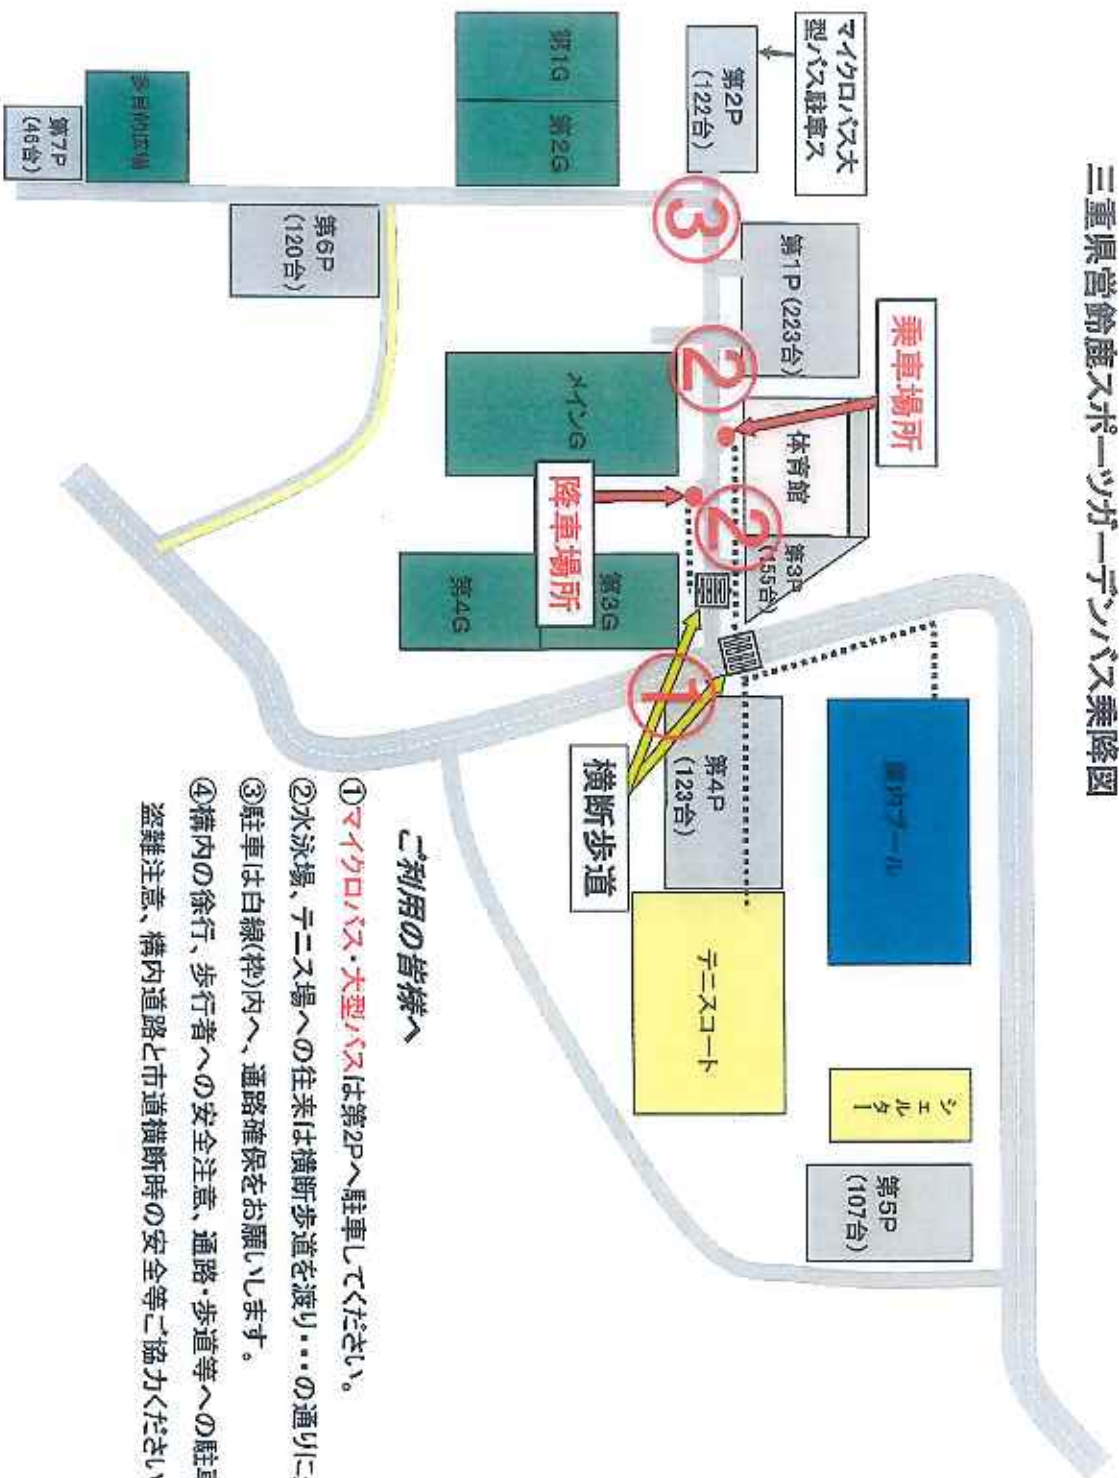 三重県営鈴鹿スポーツガーデンバス乗降図
マイクロバス大
型バス駐車ス
第2P
(122台)
第1G
第2G
多目的広場
第7P
(46台)
第6P
(120台)
③
第1P(223台)
乗車場所
②
体育館
メインG
降車場所
②
第3P
(155台)
第3G
第4G
①
横断歩道
第4P
(123台)
屋内プール
テニスコート
シェルター
第5P
(107台)
ご利用の皆様へ
①マイクロバス・大型バスは第2Pへ駐車してください。
②水泳場、テニス場への往来は横断歩道を渡り・・・の通りに
③駐車は白線(枠)内へ、通路確保をお願いします。
④構内の徐行、歩行者への安全注意、通路・歩道等への駐
盗難注意、構内道路と市道横断時の安全等ご協力ください